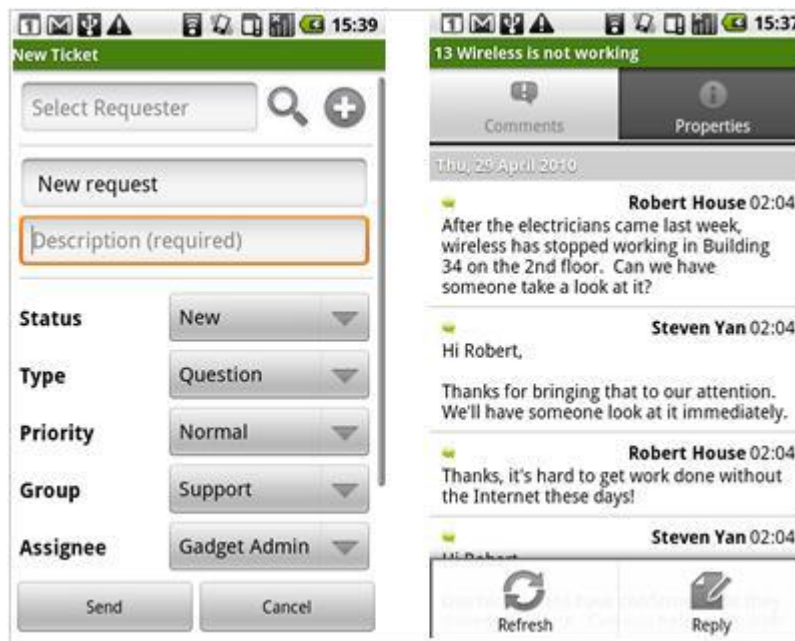 15:39
New Ticket
Select Requester
New request
Description (required)
Status New
Type Question
Priority Normal
Group Support
Assignee Gadget Admin
Send Cancel
15:37
13 Wireless is not working
Comments Properties
Thu, 29 April 2010
Robert House 02:04
After the electricians came last week,
wireless has stopped working in Building
34 on the 2nd floor. Can we have
someone take a look at it?
Steven Yan 02:04
Hi Robert,
Thanks for bringing that to our attention.
We'll have someone look at it immediately.
Robert House 02:04
Thanks, it's hard to get work done without
the Internet these days!
Steven Yan 02:04
Hi Robert
Refresh Reply